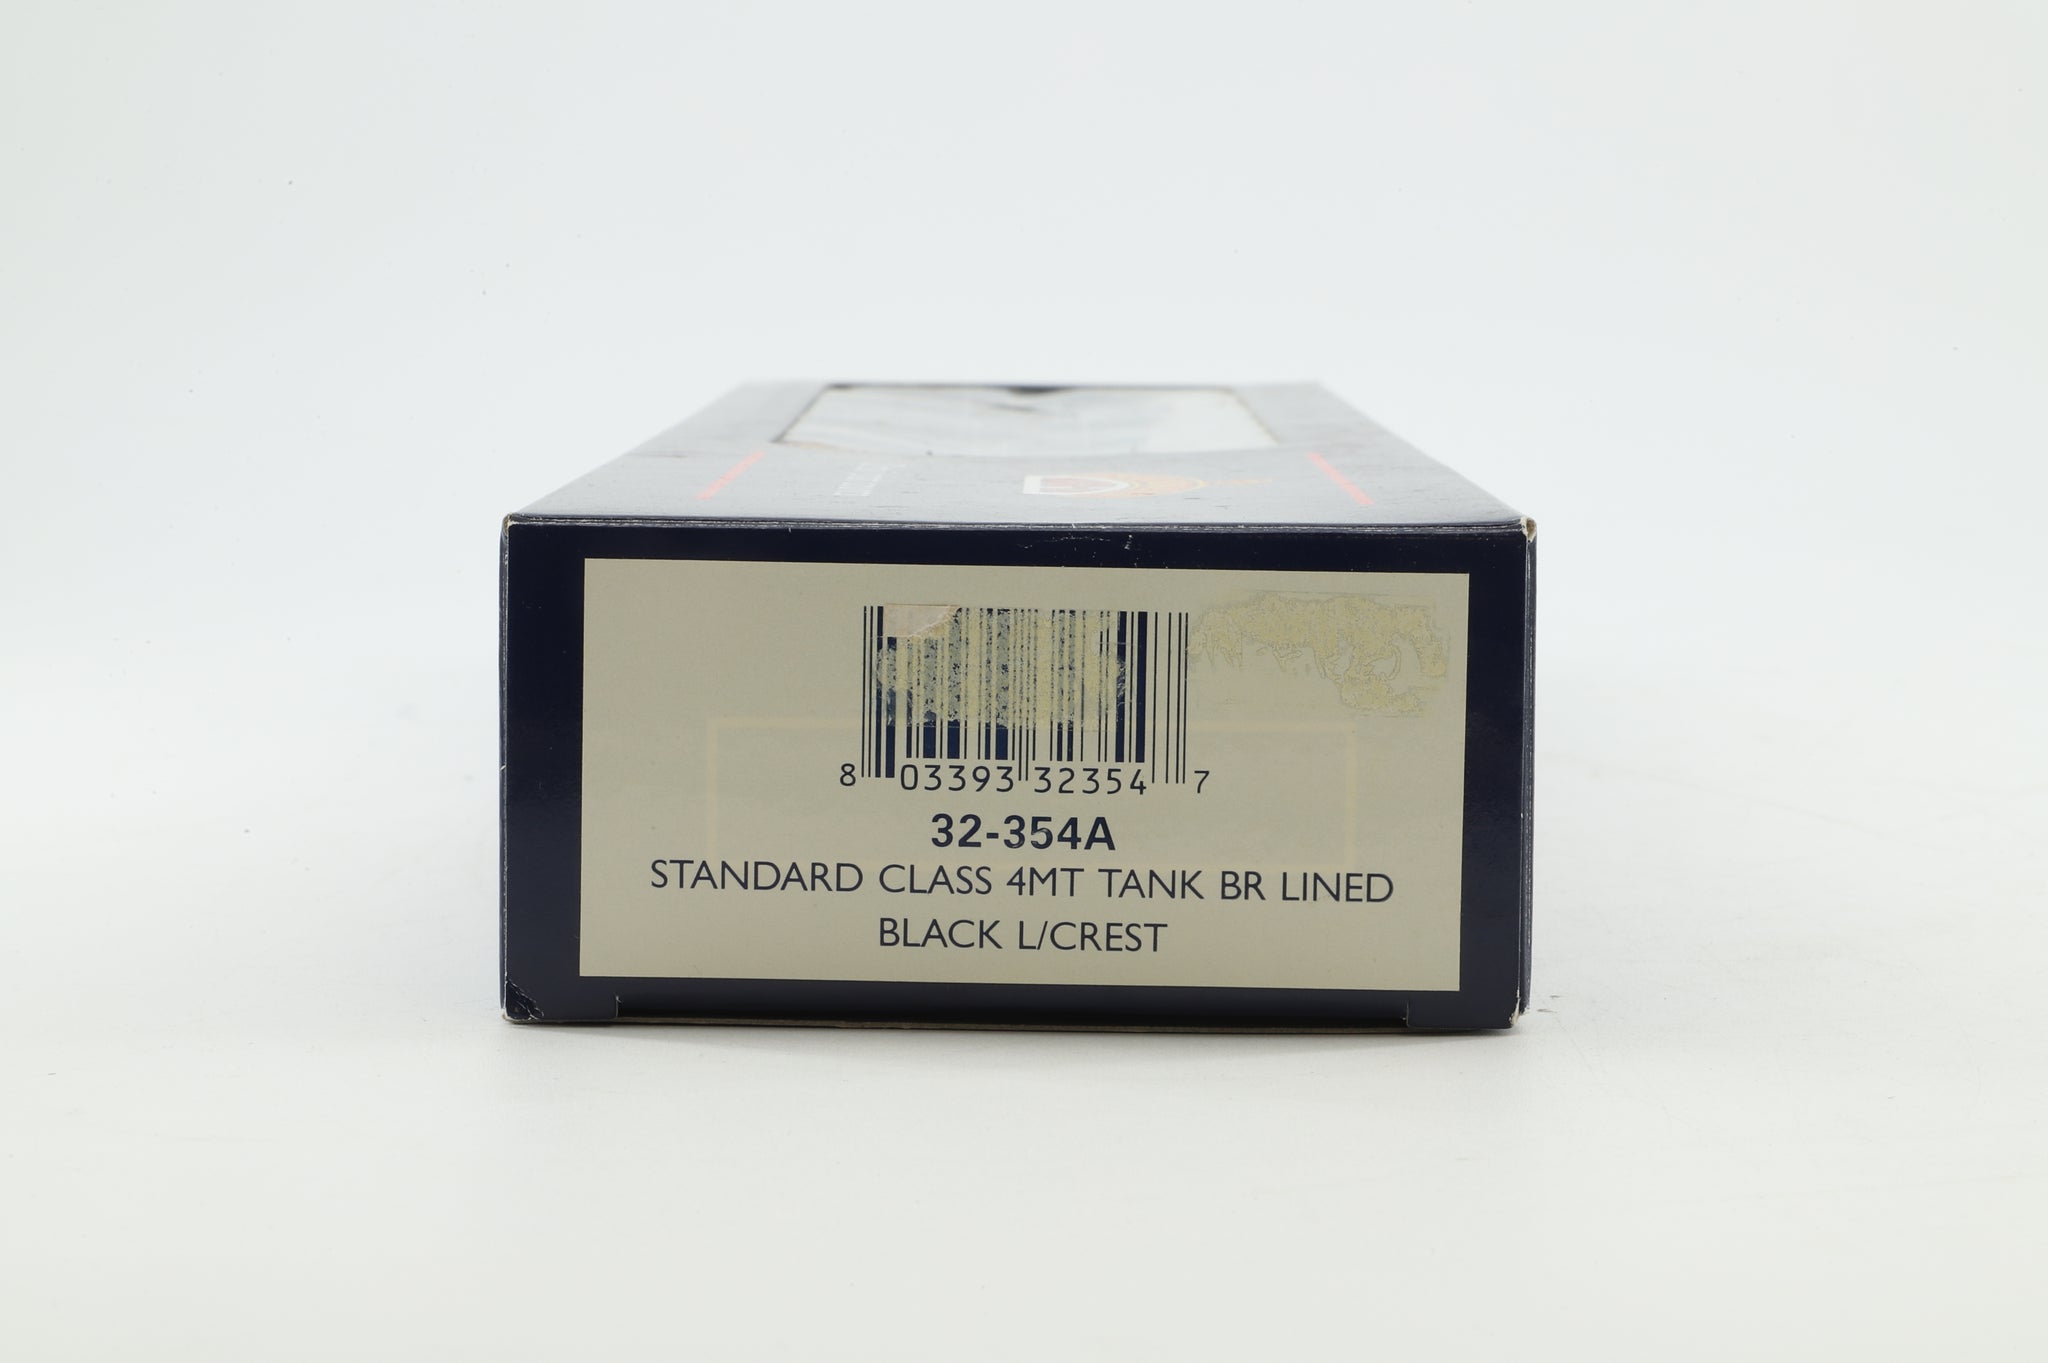 8 03393 32354 7
32-354A
STANDARD CLASS 4MT TANK BR LINED
BLACK L/CREST